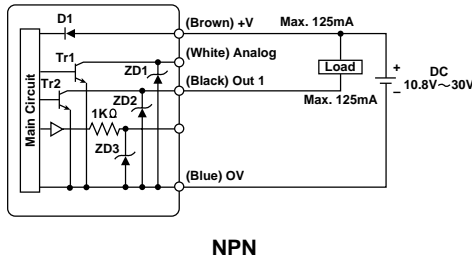 D1
(Brown) +V
Max. 125mA
Tr1
(White) Analog
ZD1
Load
+
DC
Tr2
(Black) Out 1
10.8V～30V
−
Max. 125mA
ZD2
1KΩ
Main Circuit
ZD3
(Blue) OV
NPN